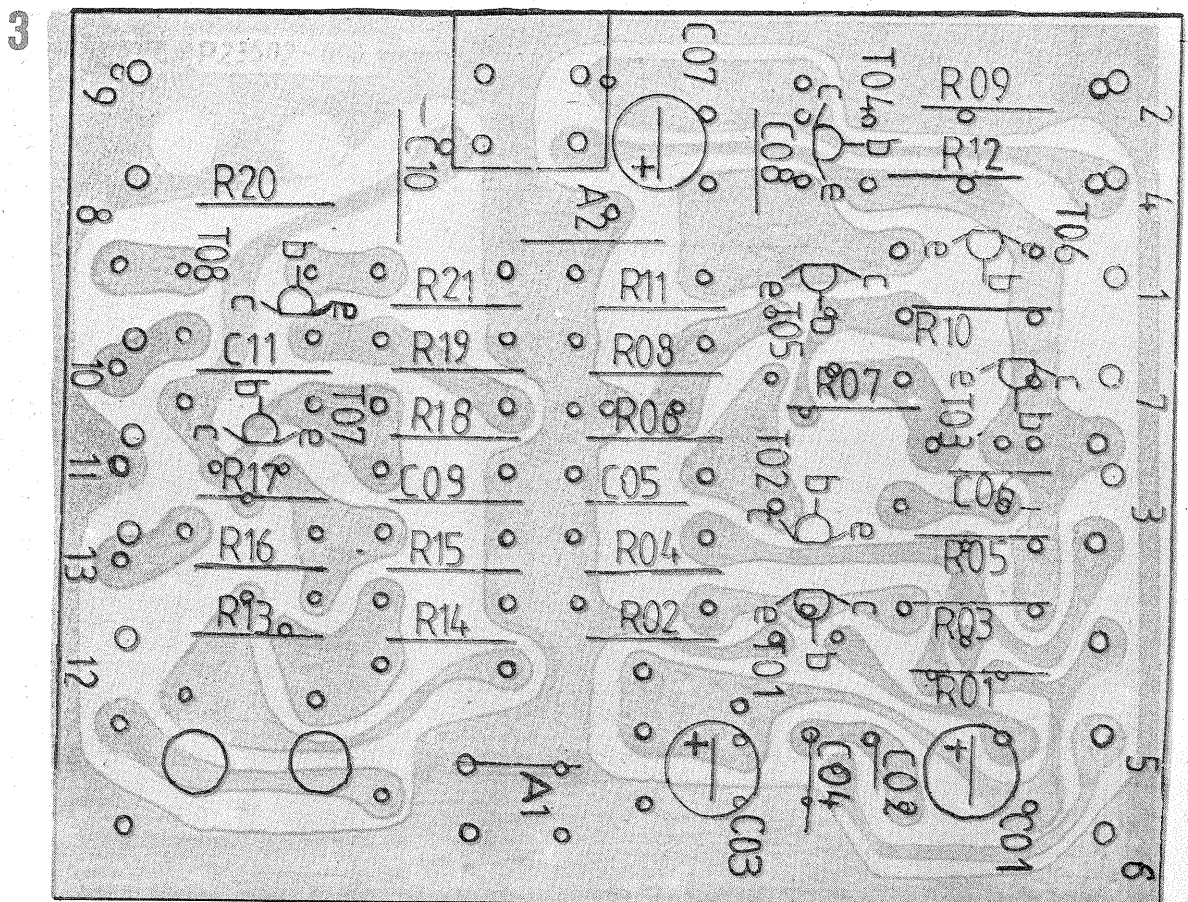 3
C07
T04
c
b
e
R09
2
9
C10
C08
R12
4
R20
A2
T06
8
T08
b
c
e
R21
R11
e
c
b
T05
e
b
1
R10
C11
R19
R08
10
R07
e
c
b
T03
7
b
c
e
T07
R18
R06
T02
11
R17
C09
C05
b
c
e
C06
3
R16
R15
R04
R05
13
R13
R14
R02
e
c
b
T01
R03
12
R01
A1
C03
C04
C02
C01
5
6